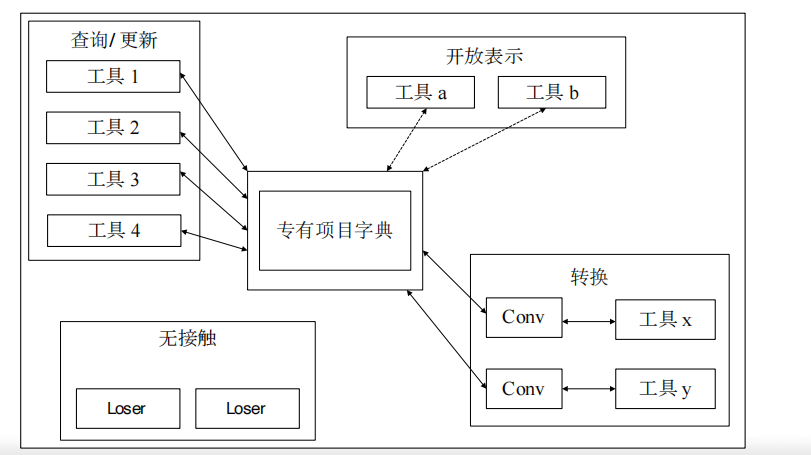 查询/更新
工具 1
工具 2
工具 3
工具 4
开放表示
工具 a
工具 b
专有项目字典
转换
Conv
工具 x
Conv
工具 y
无接触
Loser
Loser